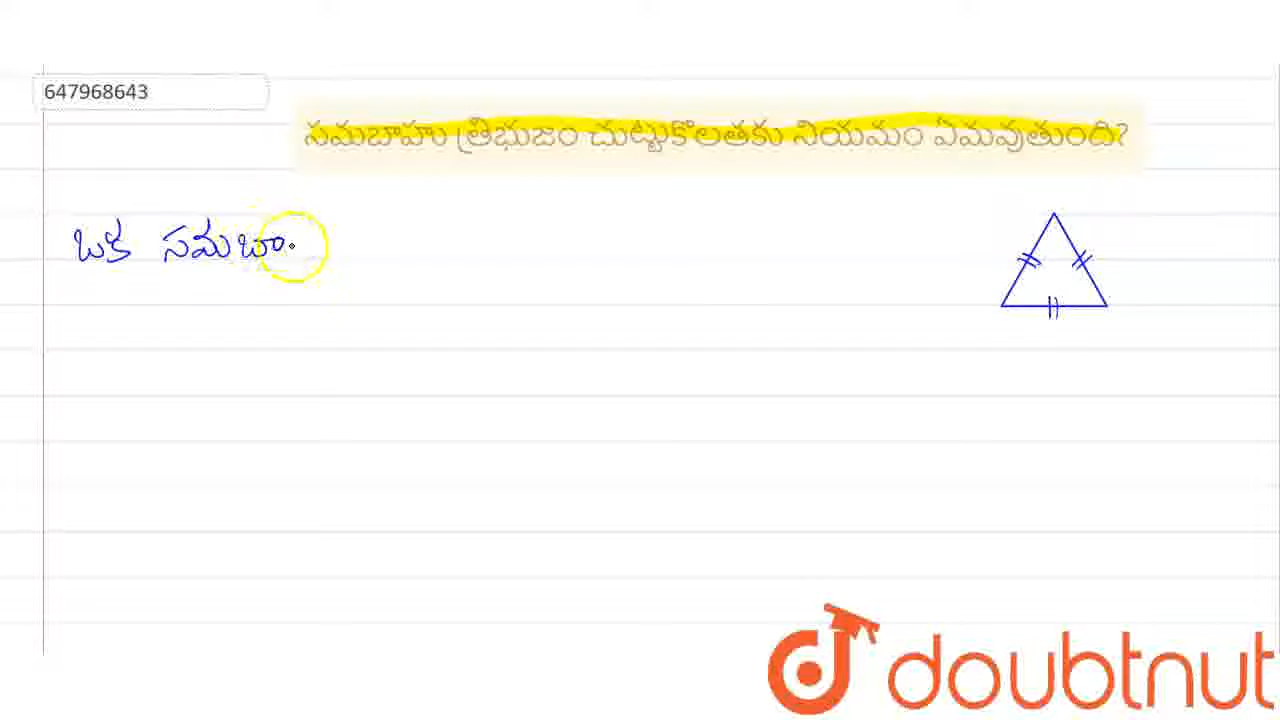 647968643
సమబాహు త్రిభుజం చుట్టుకొలతకు నియమం ఏమవుతుంది?
ఒక సమబా
doubtnut